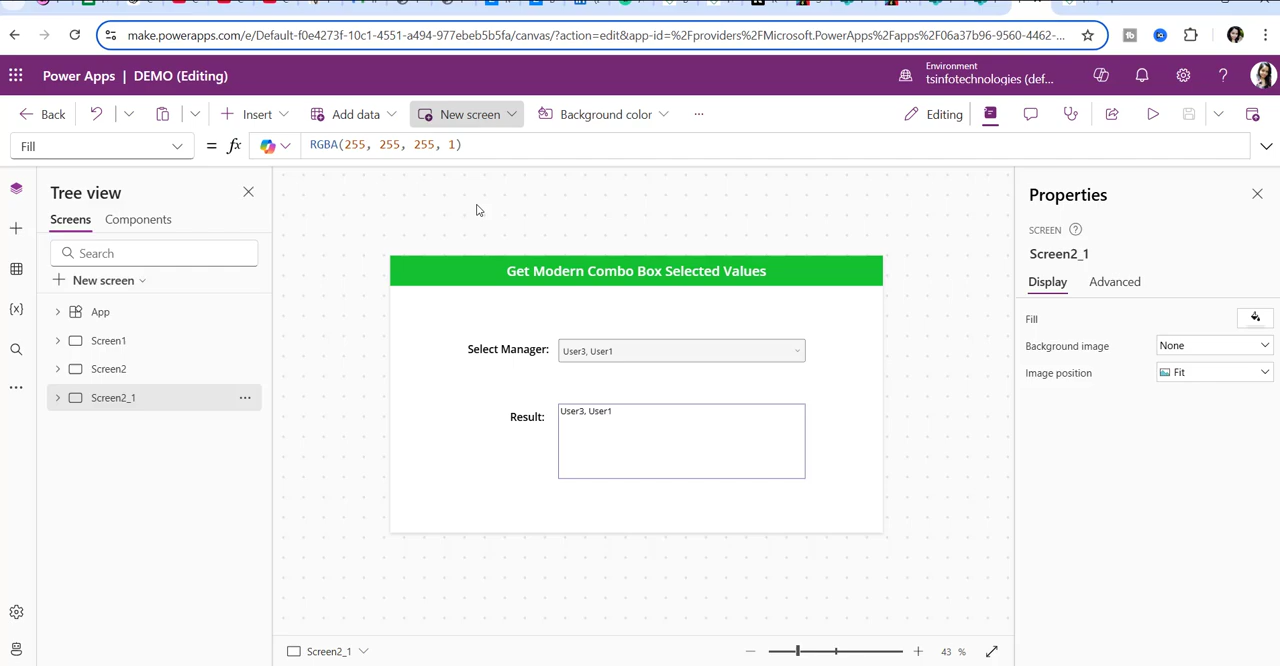 make.powerapps.com/e/Default-f0e4273f-10c1-4551-a494-977ebeb5b5fa/canvas/?action=edit&app-id=%2Fproviders%2FMicrosoft.PowerApps%2Fapps%2F06a37b96-9560-4462-...
Power Apps | DEMO (Editing)
Environment
tsinfotechnologies (def...
Back
Insert
Add data
New screen
Background color
Editing
Fill
= fx
RGBA(255, 255, 255, 1)
Tree view
Screens
Components
Search
New screen
App
Screen1
Screen2
Screen2_1
Get Modern Combo Box Selected Values
Select Manager:
User3, User1
Result:
User3, User1
Properties
SCREEN
Screen2_1
Display
Advanced
Fill
Background image
None
Image position
Fit
Screen2_1
43 %